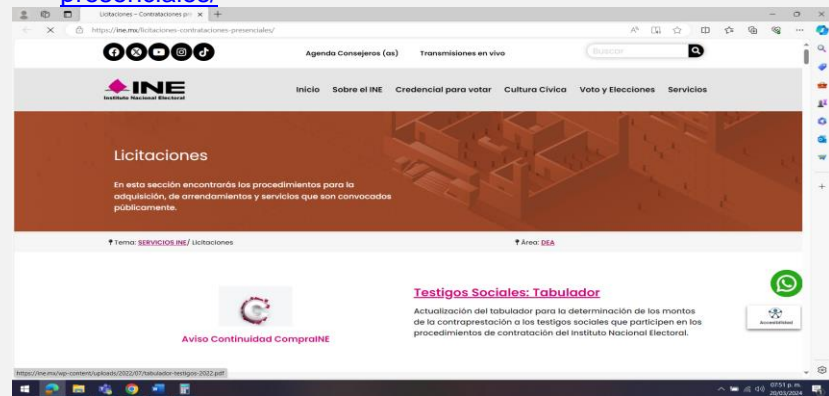 presenciales/
Licitaciones – Contrataciones pre
https://ine.mx/licitaciones-contrataciones-presenciales/
Agenda Consejeros (as) Transmisiones en vivo Buscar
INE
Instituto Nacional Electoral
Inicio Sobre el INE Credencial para votar Cultura Cívica Voto y Elecciones Servicios
Licitaciones
En esta sección encontrarás los procedimientos para la
adquisición, de arrendamientos y servicios que son convocados
públicamente.
Tema: SERVICIOS INE/ Licitaciones Área: DEA
Testigos Sociales: Tabulador
Actualización del tabulador para la determinación de los montos
de la contraprestación a los testigos sociales que participen en los
procedimientos de contratación del Instituto Nacional Electoral.
Aviso Continuidad CompraINE
Accesibilidad
https://ine.mx/wp-content/uploads/2022/07/tabulador-testigos-2022.pdf
07:51 p. m.
20/03/2024